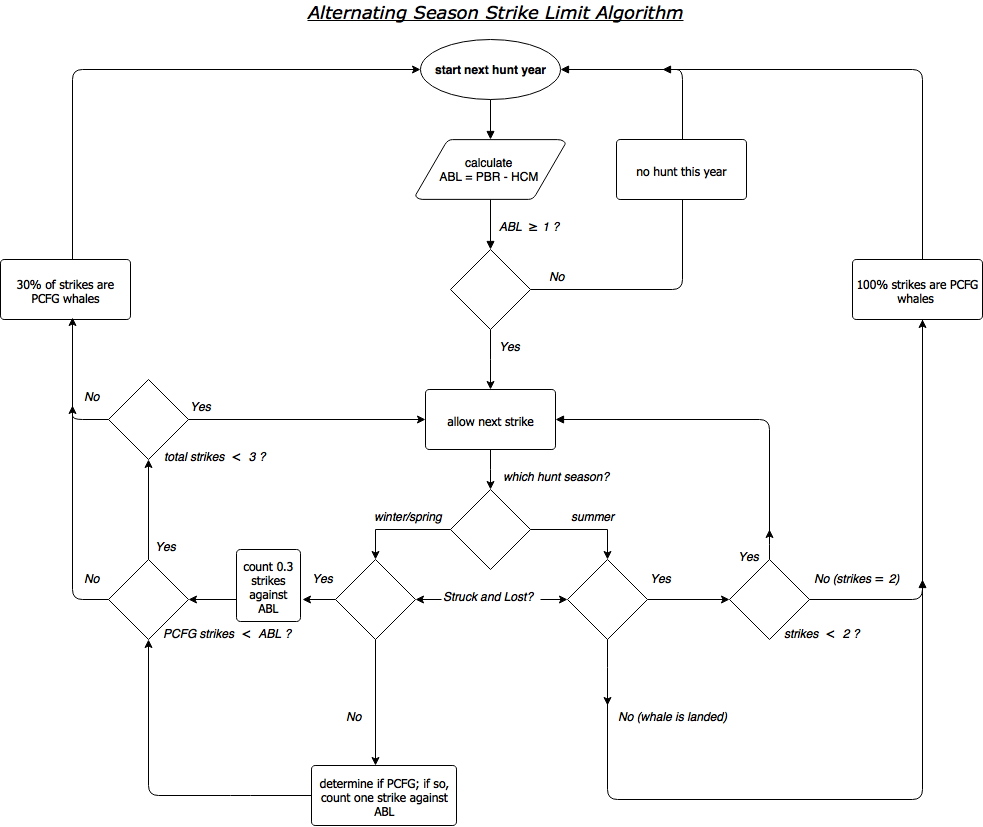 Alternating Season Strike Limit Algorithm
start next hunt year
calculate
ABL = PBR - HCM
no hunt this year
ABL ≥ 1 ?
No
30% of strikes are
PCFG whales
100% strikes are PCFG
whales
Yes
No
Yes
allow next strike
total strikes < 3 ?
which hunt season?
winter/spring
summer
Yes
No
count 0.3
strikes
against
ABL
Yes
Struck and Lost?
Yes
Yes
No (strikes = 2)
PCFG strikes < ABL ?
strikes < 2 ?
No
No (whale is landed)
determine if PCFG; if so,
count one strike against
ABL